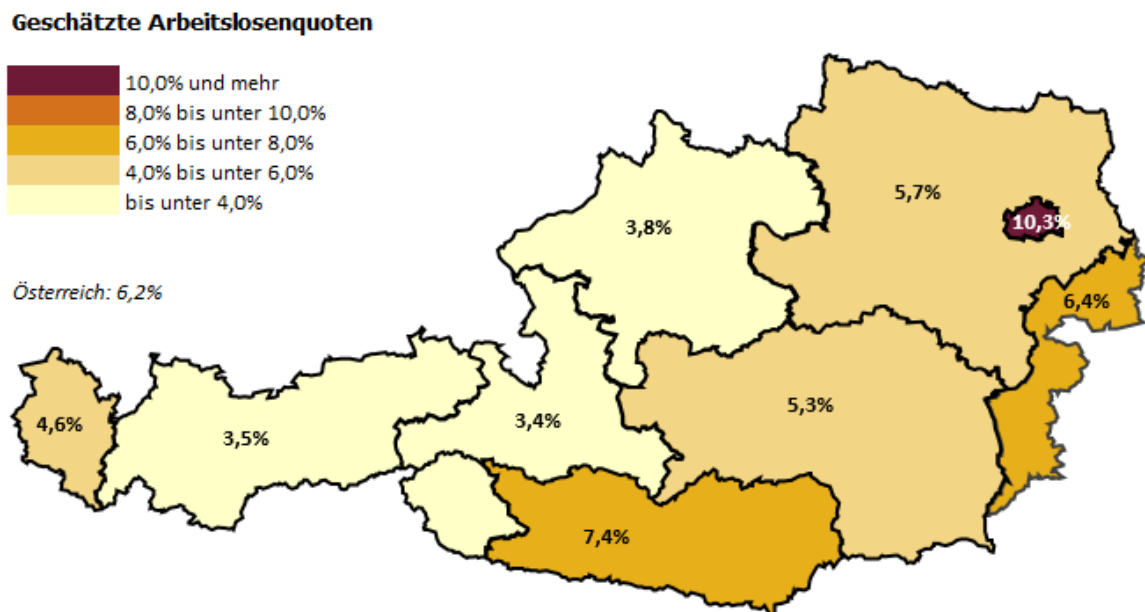 Geschätzte Arbeitslosenquoten
10,0% und mehr
8,0% bis unter 10,0%
6,0% bis unter 8,0%
4,0% bis unter 6,0%
bis unter 4,0%
Österreich: 6,2%
5,7%
10,3%
3,8%
6,4%
4,6%
3,5%
3,4%
5,3%
7,4%